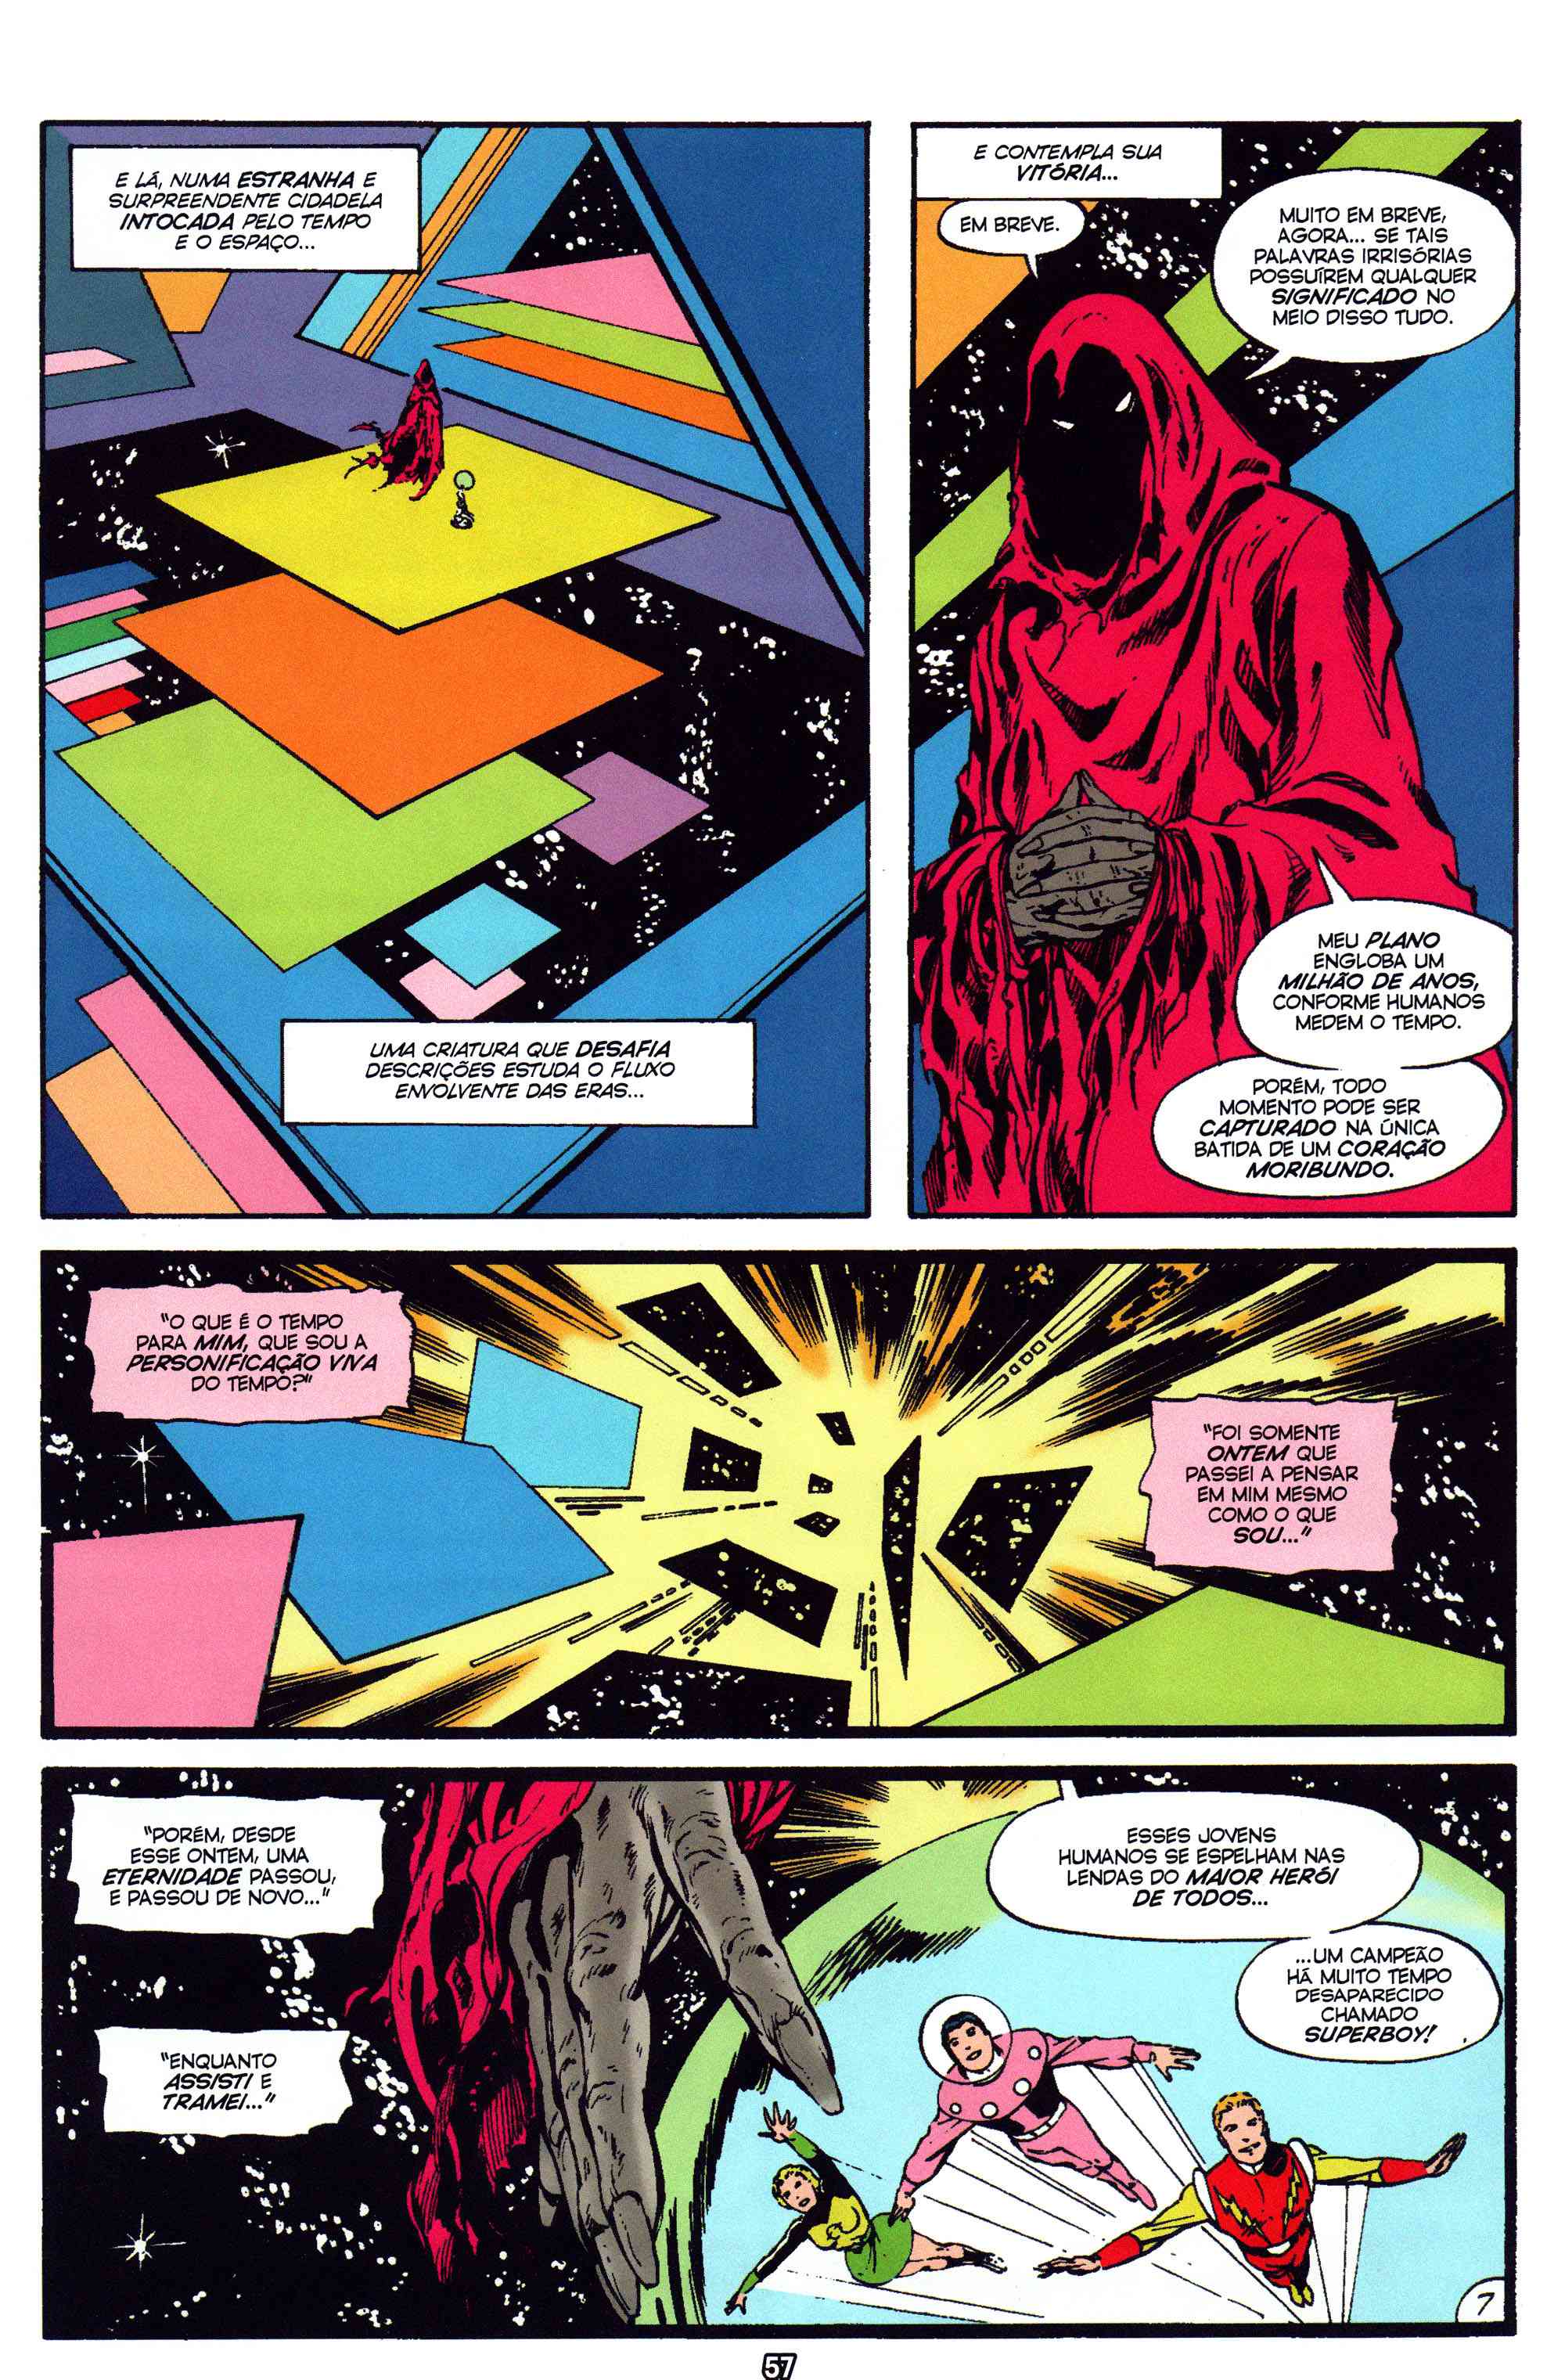 E LÁ, NUMA ESTRANHA E
SURPREENDENTE CIDADELA
INTOCADA PELO TEMPO
E O ESPAÇO...
UMA CRIATURA QUE DESAFIA
DESCRIÇÕES ESTUDA O FLUXO
ENVOLVENTE DAS ERAS...
E CONTEMPLA SUA
VITÓRIA...
EM BREVE.
MUITO EM BREVE,
AGORA... SE TAIS
PALAVRAS IRRISÓRIAS
POSSUÍREM QUALQUER
SIGNIFICADO NO
MEIO DISSO TUDO.
MEU PLANO
ENGLOBA UM
MILHÃO DE ANOS,
CONFORME HUMANOS
MEDEM O TEMPO.
PORÉM, TODO
MOMENTO PODE SER
CAPTURADO NA ÚNICA
BATIDA DE UM CORAÇÃO
MORIBUNDO.
"O QUE É O TEMPO
PARA MIM, QUE SOU A
PERSONIFICAÇÃO VIVA
DO TEMPO?"
"FOI SOMENTE
ONTEM QUE
PASSEI A PENSAR
EM MIM MESMO
COMO O QUE
SOU..."
"PORÉM, DESDE
ESSE ONTEM, UMA
ETERNIDADE PASSOU,
E PASSOU DE NOVO..."
"ENQUANTO
ASSISTI E
TRAMEI..."
ESSES JOVENS
HUMANOS SE ESPELHAM NAS
LENDAS DO MAIOR HERÓI
DE TODOS...
...UM CAMPEÃO
HÁ MUITO TEMPO
DESAPARECIDO
CHAMADO
SUPERBOY!
7
57